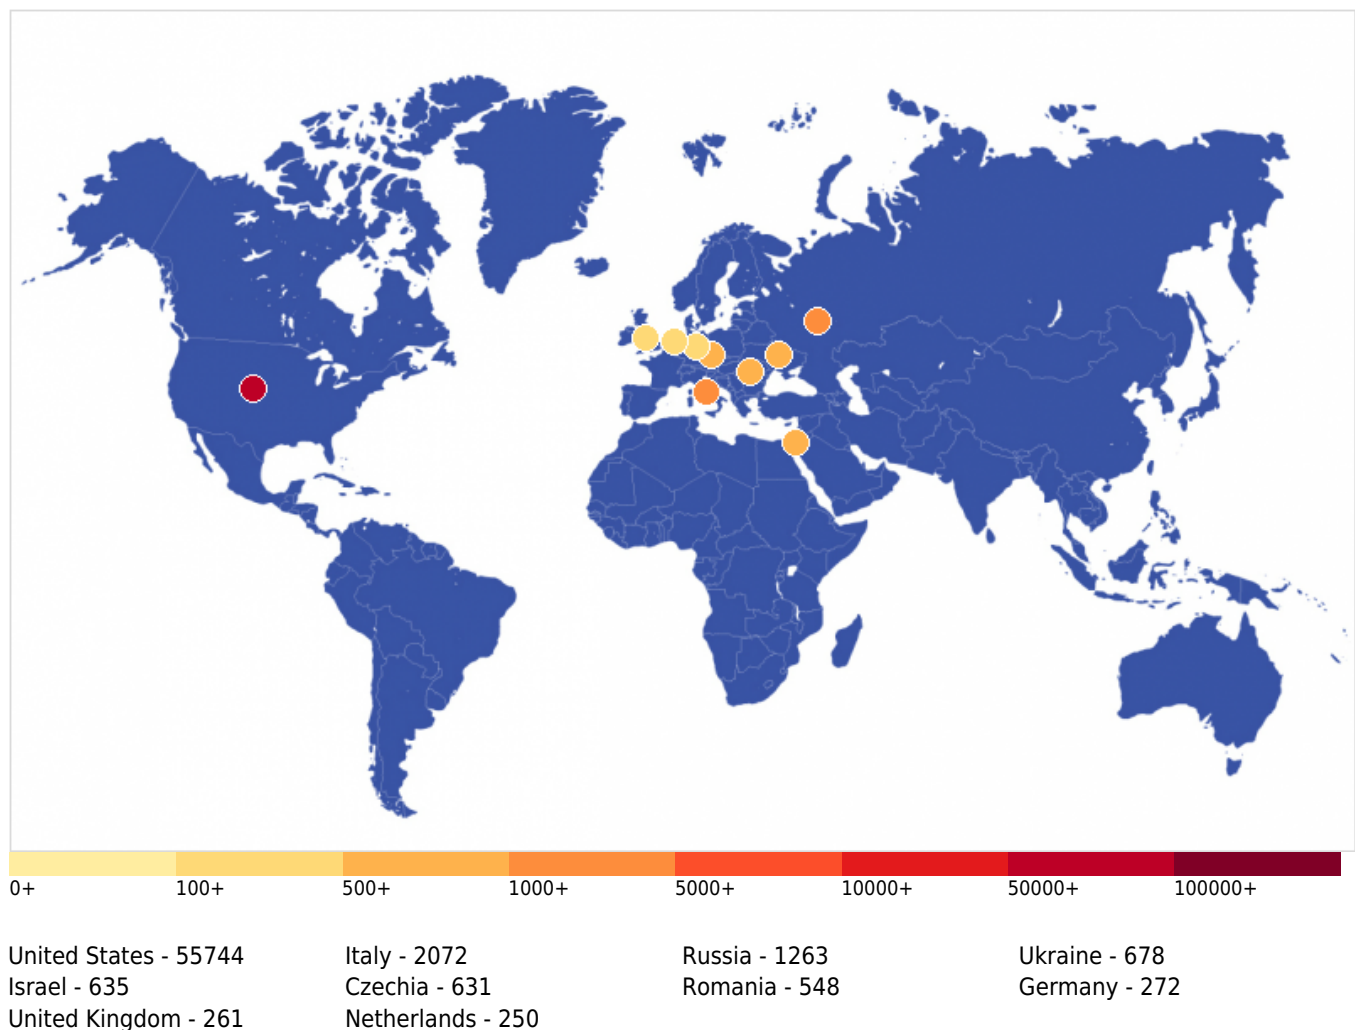 0+ 100+ 500+ 1000+ 5000+ 10000+ 50000+ 100000+
United States - 55744 Italy - 2072 Russia - 1263 Ukraine - 678
Israel - 635 Czechia - 631 Romania - 548 Germany - 272
United Kingdom - 261 Netherlands - 250